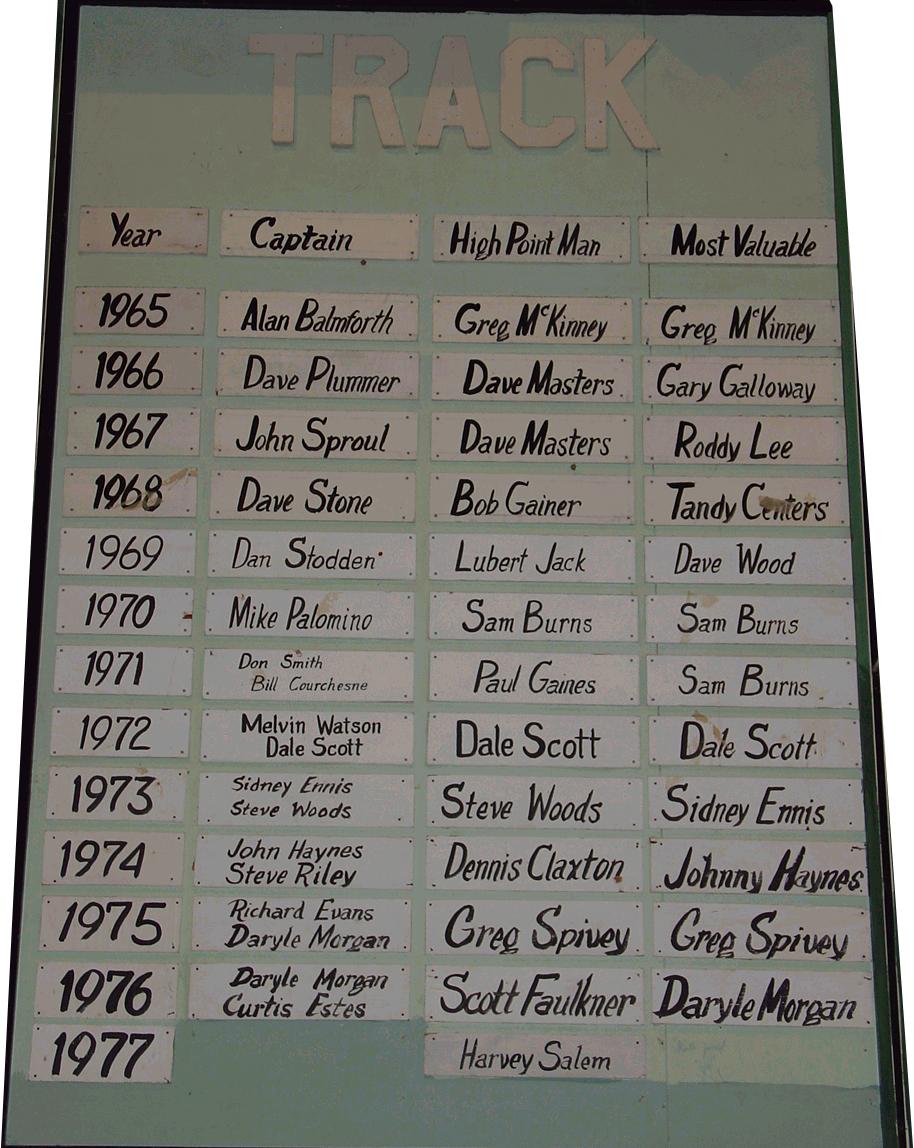 TRACK
Year Captain High Point Man Most Valuable
1965 Alan Balmforth Greg McKinney Greg McKinney
1966 Dave Plummer Dave Masters Gary Galloway
1967 John Sproul Dave Masters Roddy Lee
1968 Dave Stone Bob Gainer Tandy Centers
1969 Dan Stodden Lubert Jack Dave Wood
1970 Mike Palomino Sam Burns Sam Burns
1971 Don Smith
Bill Courchesne Paul Gaines Sam Burns
1972 Melvin Watson
Dale Scott Dale Scott Dale Scott
1973 Sidney Ennis
Steve Woods Steve Woods Sidney Ennis
1974 John Haynes
Steve Riley Dennis Claxton Johnny Haynes
1975 Richard Evans
Daryle Morgan Greg Spivey Greg Spivey
1976 Daryle Morgan
Curtis Estes Scott Faulkner Daryle Morgan
1977 Harvey Salem